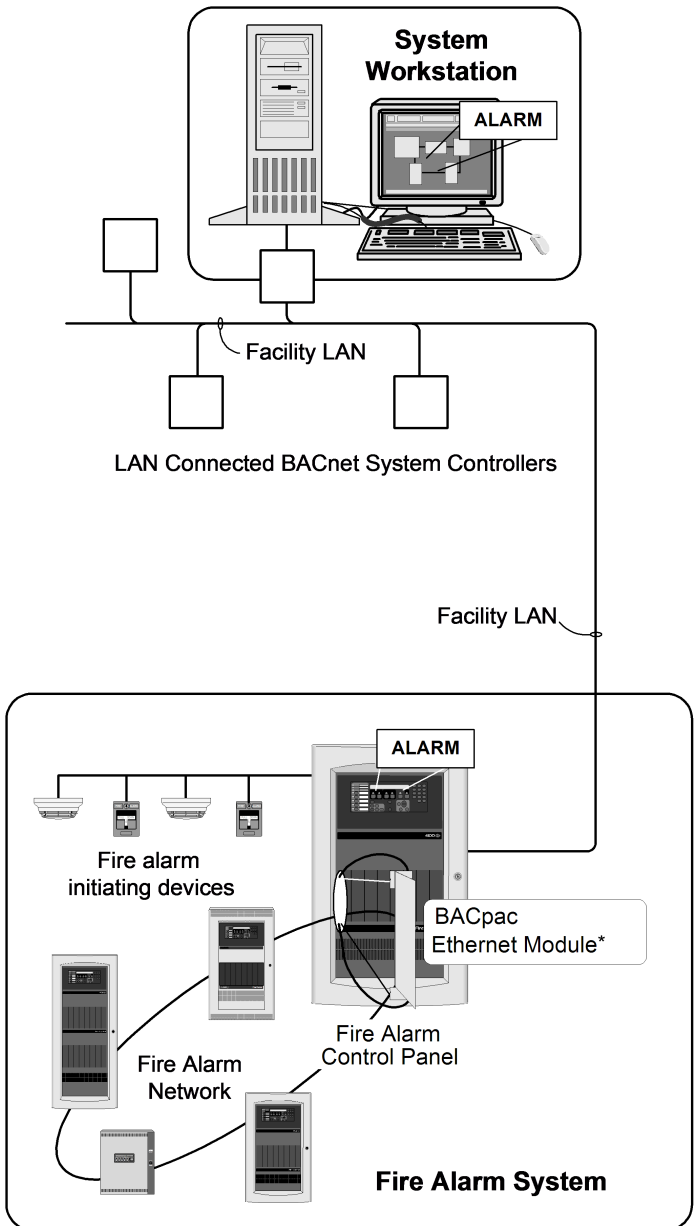 System
Workstation
ALARM
Facility LAN
LAN Connected BACnet System Controllers
Facility LAN
ALARM
Fire alarm
initiating devices
BACpac
Ethernet Module*
Fire Alarm
Control Panel
Fire Alarm
Network
Fire Alarm System